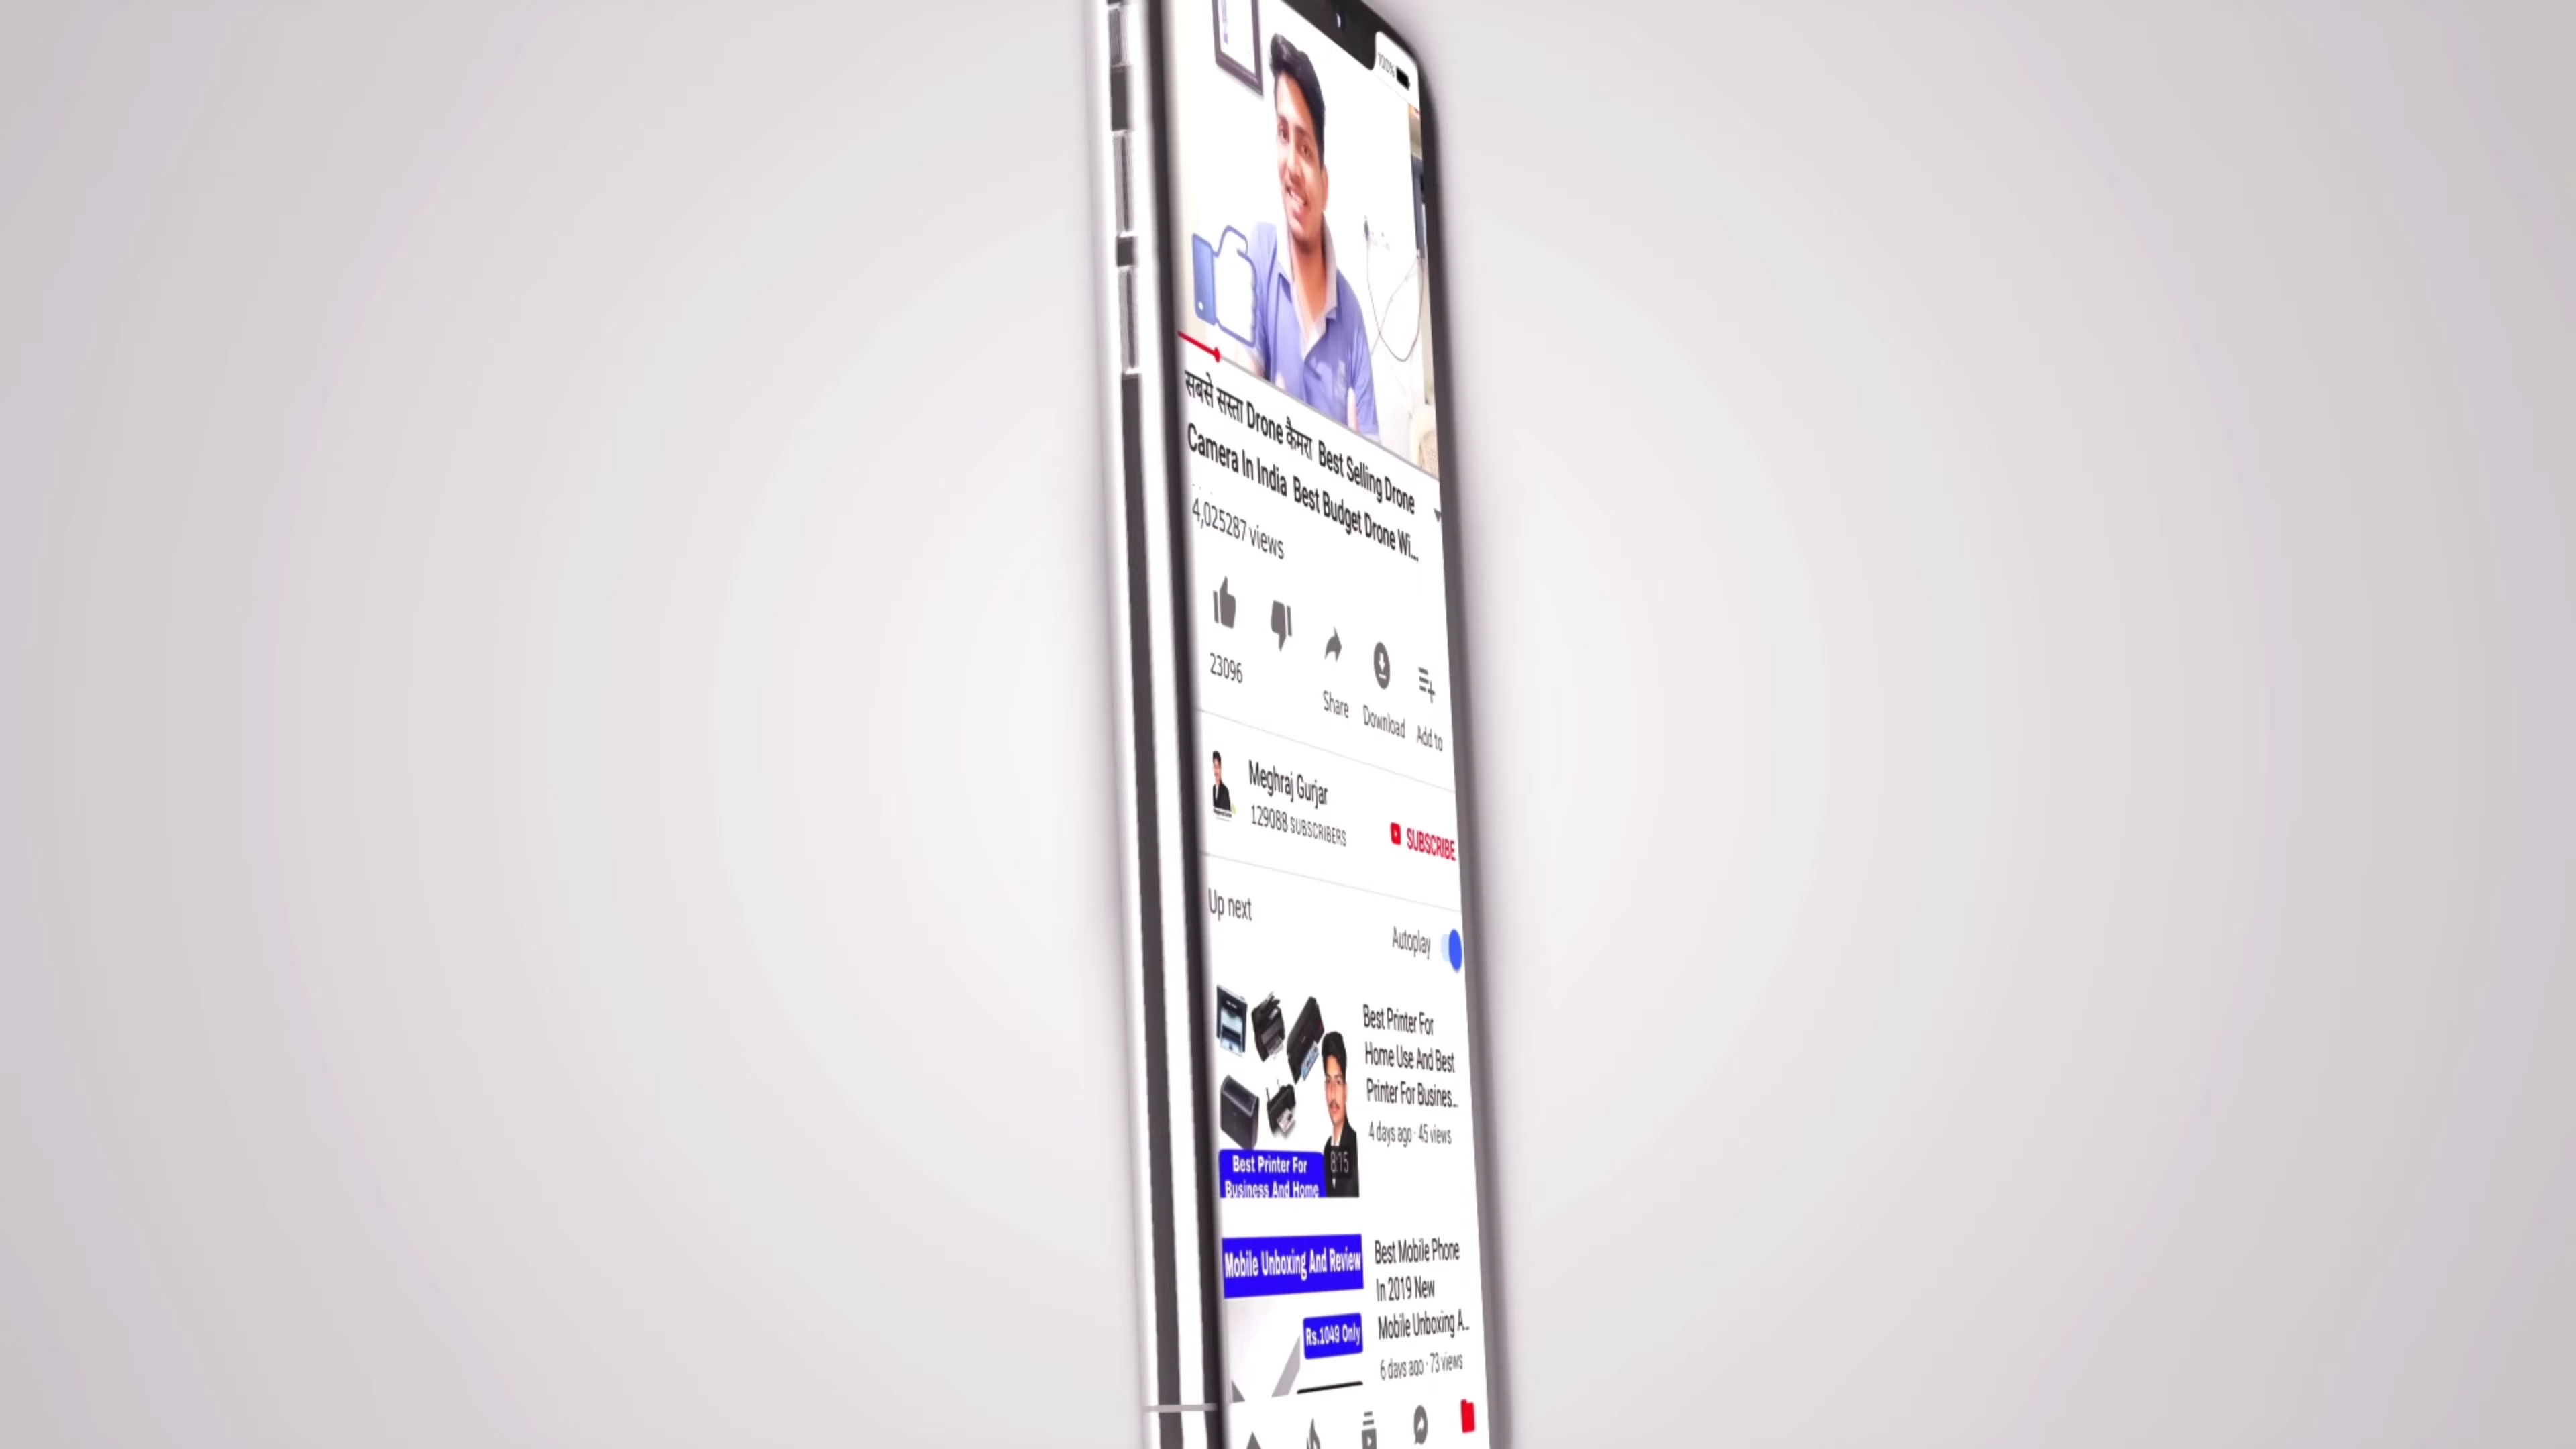 100%
सबसे सस्ता Drone कैमरा Best Selling Drone
Camera In India Best Budget Drone Wi...
4,025287 views
23096
Share
Download
Add to
Meghraj Gurjar
129088 SUBSCRIBERS
SUBSCRIBE
Up next
Autoplay
Best Printer For
Business And Home
8:15
Best Printer For
Home Use And Best
Printer For Busines...
4 days ago · 45 views
Mobile Unboxing And Review
Rs.1049 Only
Best Mobile Phone
In 2019 New
Mobile Unboxing A...
6 days ago · 73 views